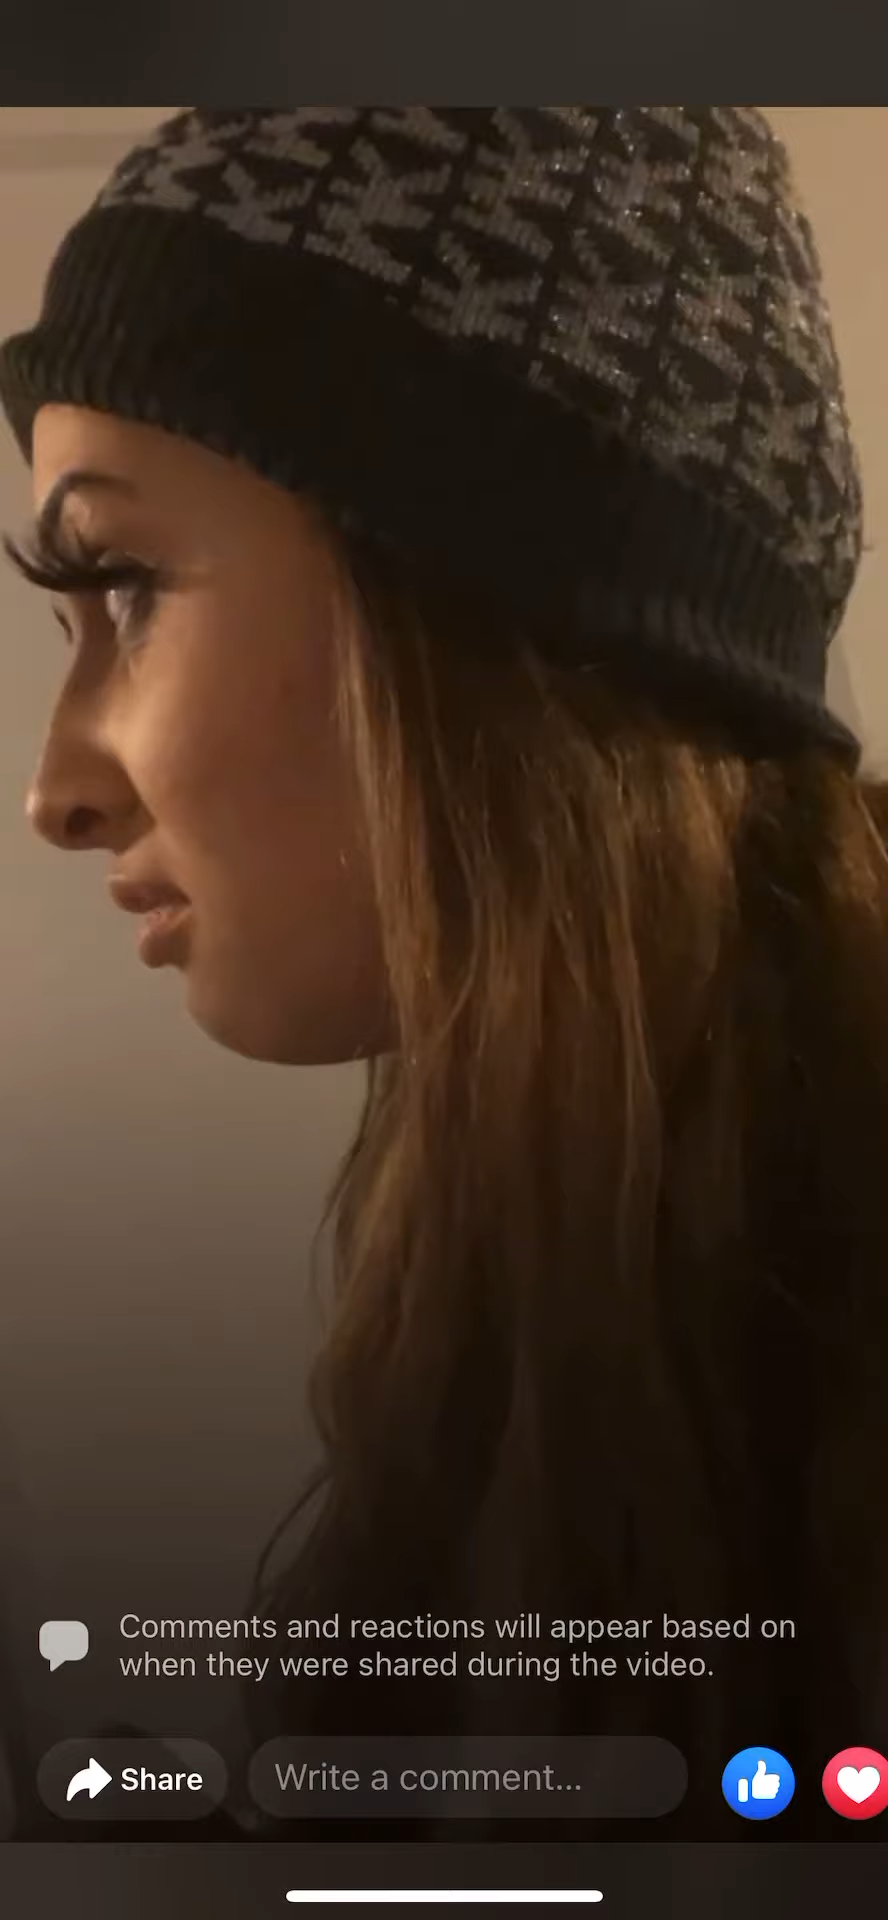 Comments and reactions will appear based on
when they were shared during the video.
Share
Write a comment...